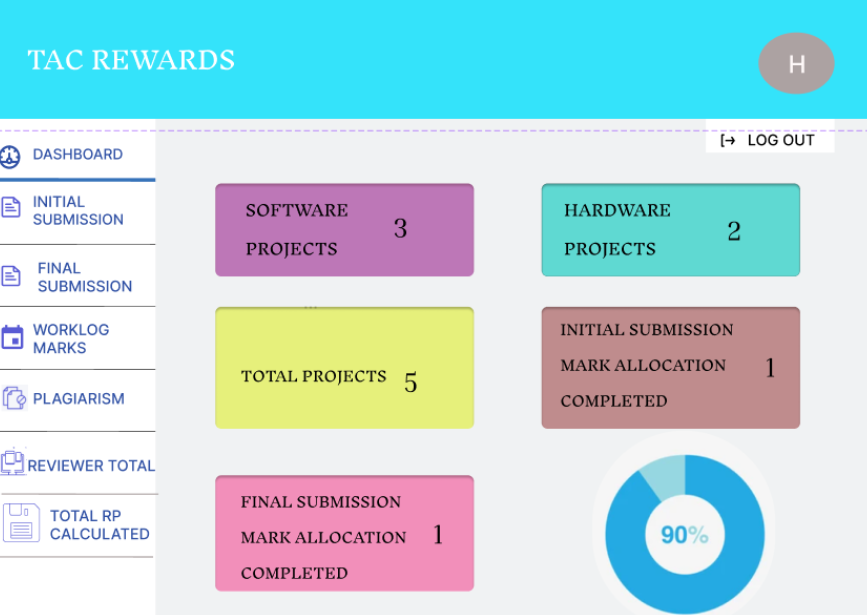 TAC REWARDS
H
LOG OUT
DASHBOARD
INITIAL
SUBMISSION
FINAL
SUBMISSION
WORKLOG
MARKS
PLAGIARISM
REVIEWER TOTAL
TOTAL RP
CALCULATED
SOFTWARE
PROJECTS
3
HARDWARE
PROJECTS
2
TOTAL PROJECTS 5
INITIAL SUBMISSION
MARK ALLOCATION
COMPLETED
1
FINAL SUBMISSION
MARK ALLOCATION
COMPLETED
1
90%